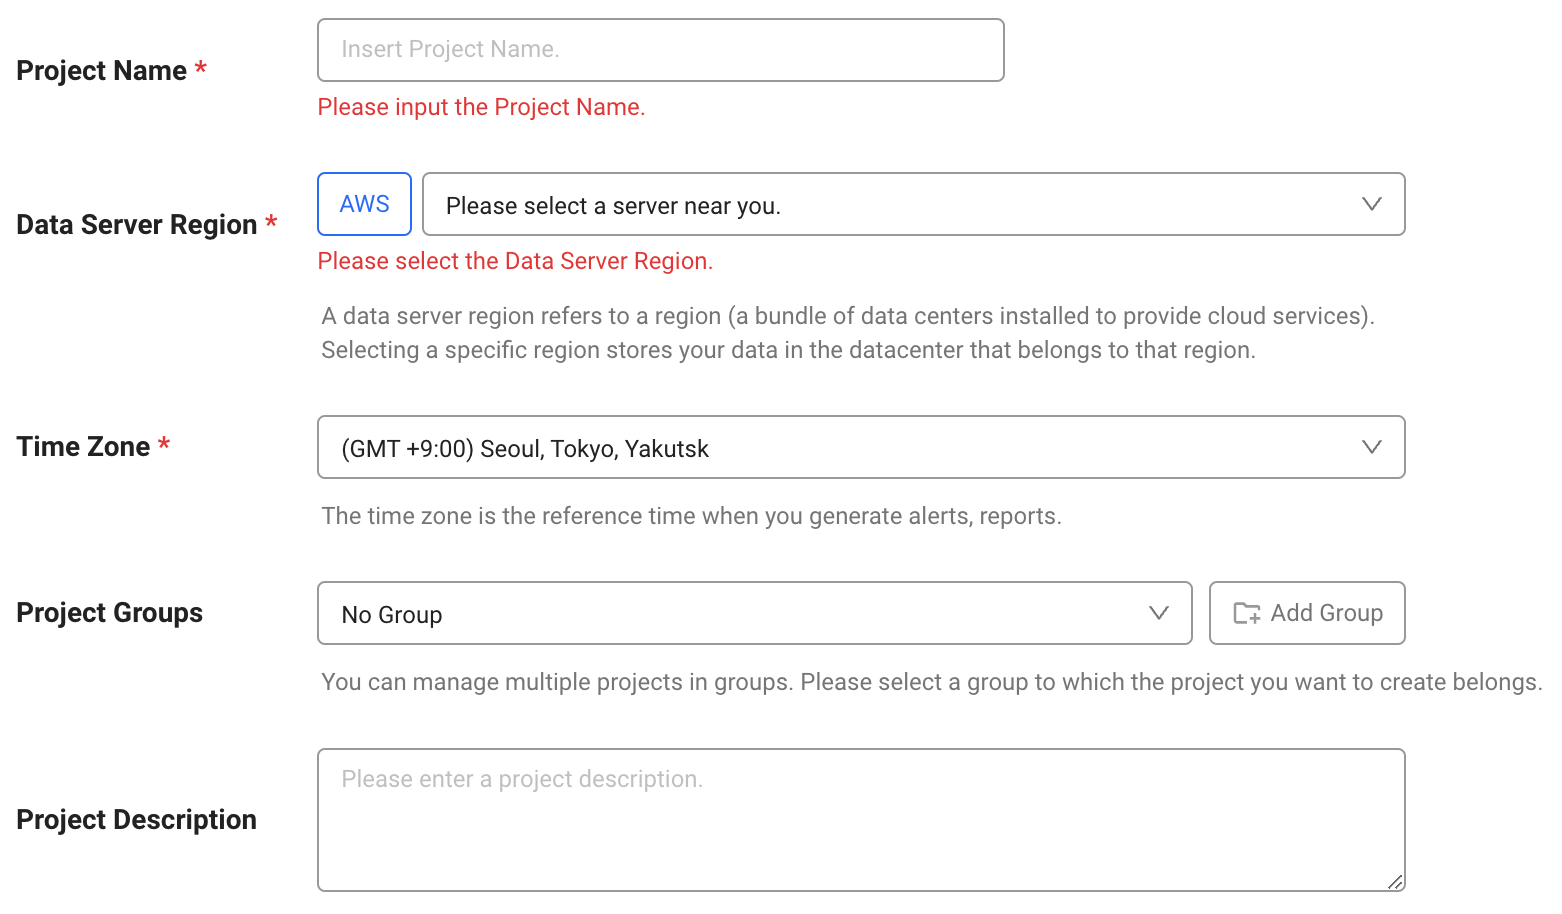 Project Name *
Insert Project Name.
Please input the Project Name.
Data Server Region *
AWS
Please select a server near you.
Please select the Data Server Region.
A data server region refers to a region (a bundle of data centers installed to provide cloud services).
Selecting a specific region stores your data in the datacenter that belongs to that region.
Time Zone *
(GMT +9:00) Seoul, Tokyo, Yakutsk
The time zone is the reference time when you generate alerts, reports.
Project Groups
No Group
Add Group
You can manage multiple projects in groups. Please select a group to which the project you want to create belongs.
Project Description
Please enter a project description.